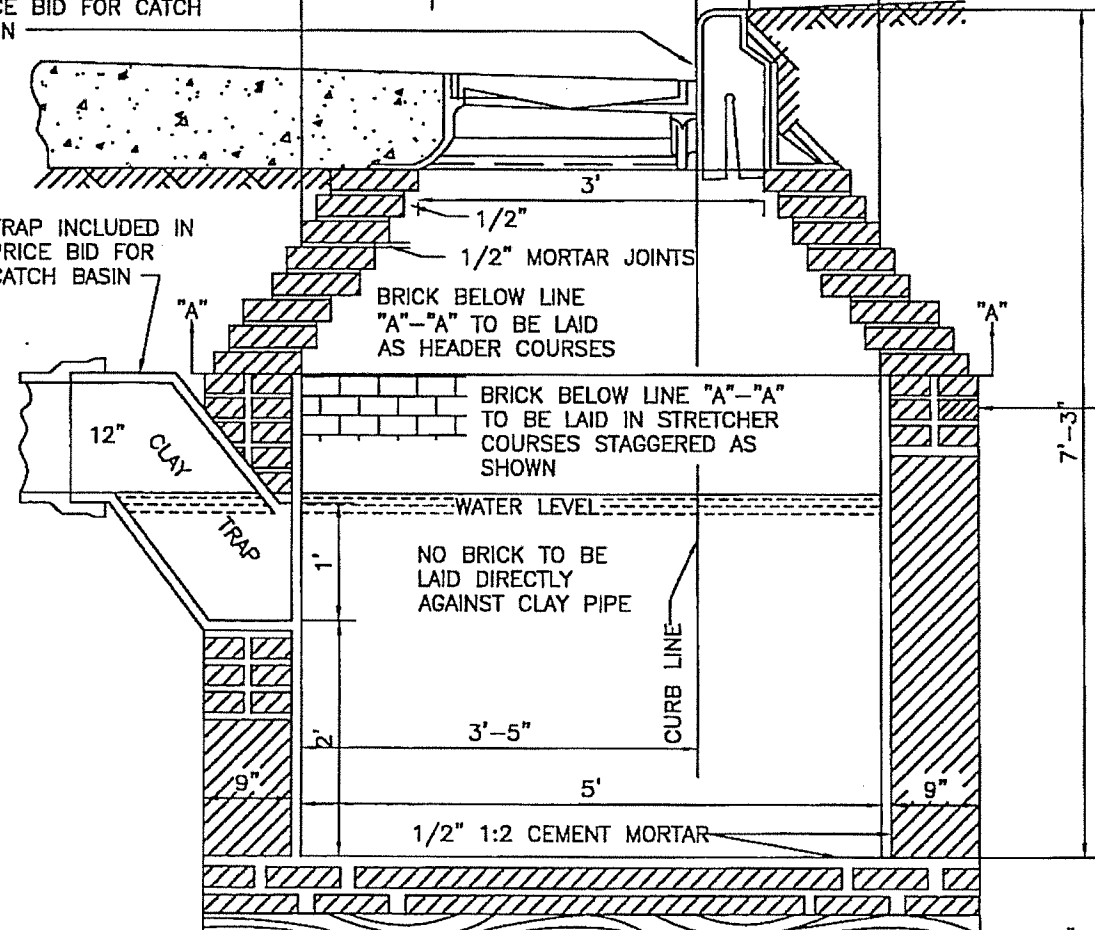 CE BID FOR CATCH
N
3'
1/2"
1/2" MORTAR JOINTS
TRAP INCLUDED IN
PRICE BID FOR
CATCH BASIN
"A"
"A"
BRICK BELOW LINE
"A"-"A" TO BE LAID
AS HEADER COURSES
BRICK BELOW LINE "A"-"A"
TO BE LAID IN STRETCHER
COURSES STAGGERED AS
SHOWN
7'-3"
12"
CLAY
TRAP
WATER LEVEL
1'
NO BRICK TO BE
LAID DIRECTLY
AGAINST CLAY PIPE
CURB LINE
2'
3'-5"
9"
5'
9"
1/2" 1:2 CEMENT MORTAR